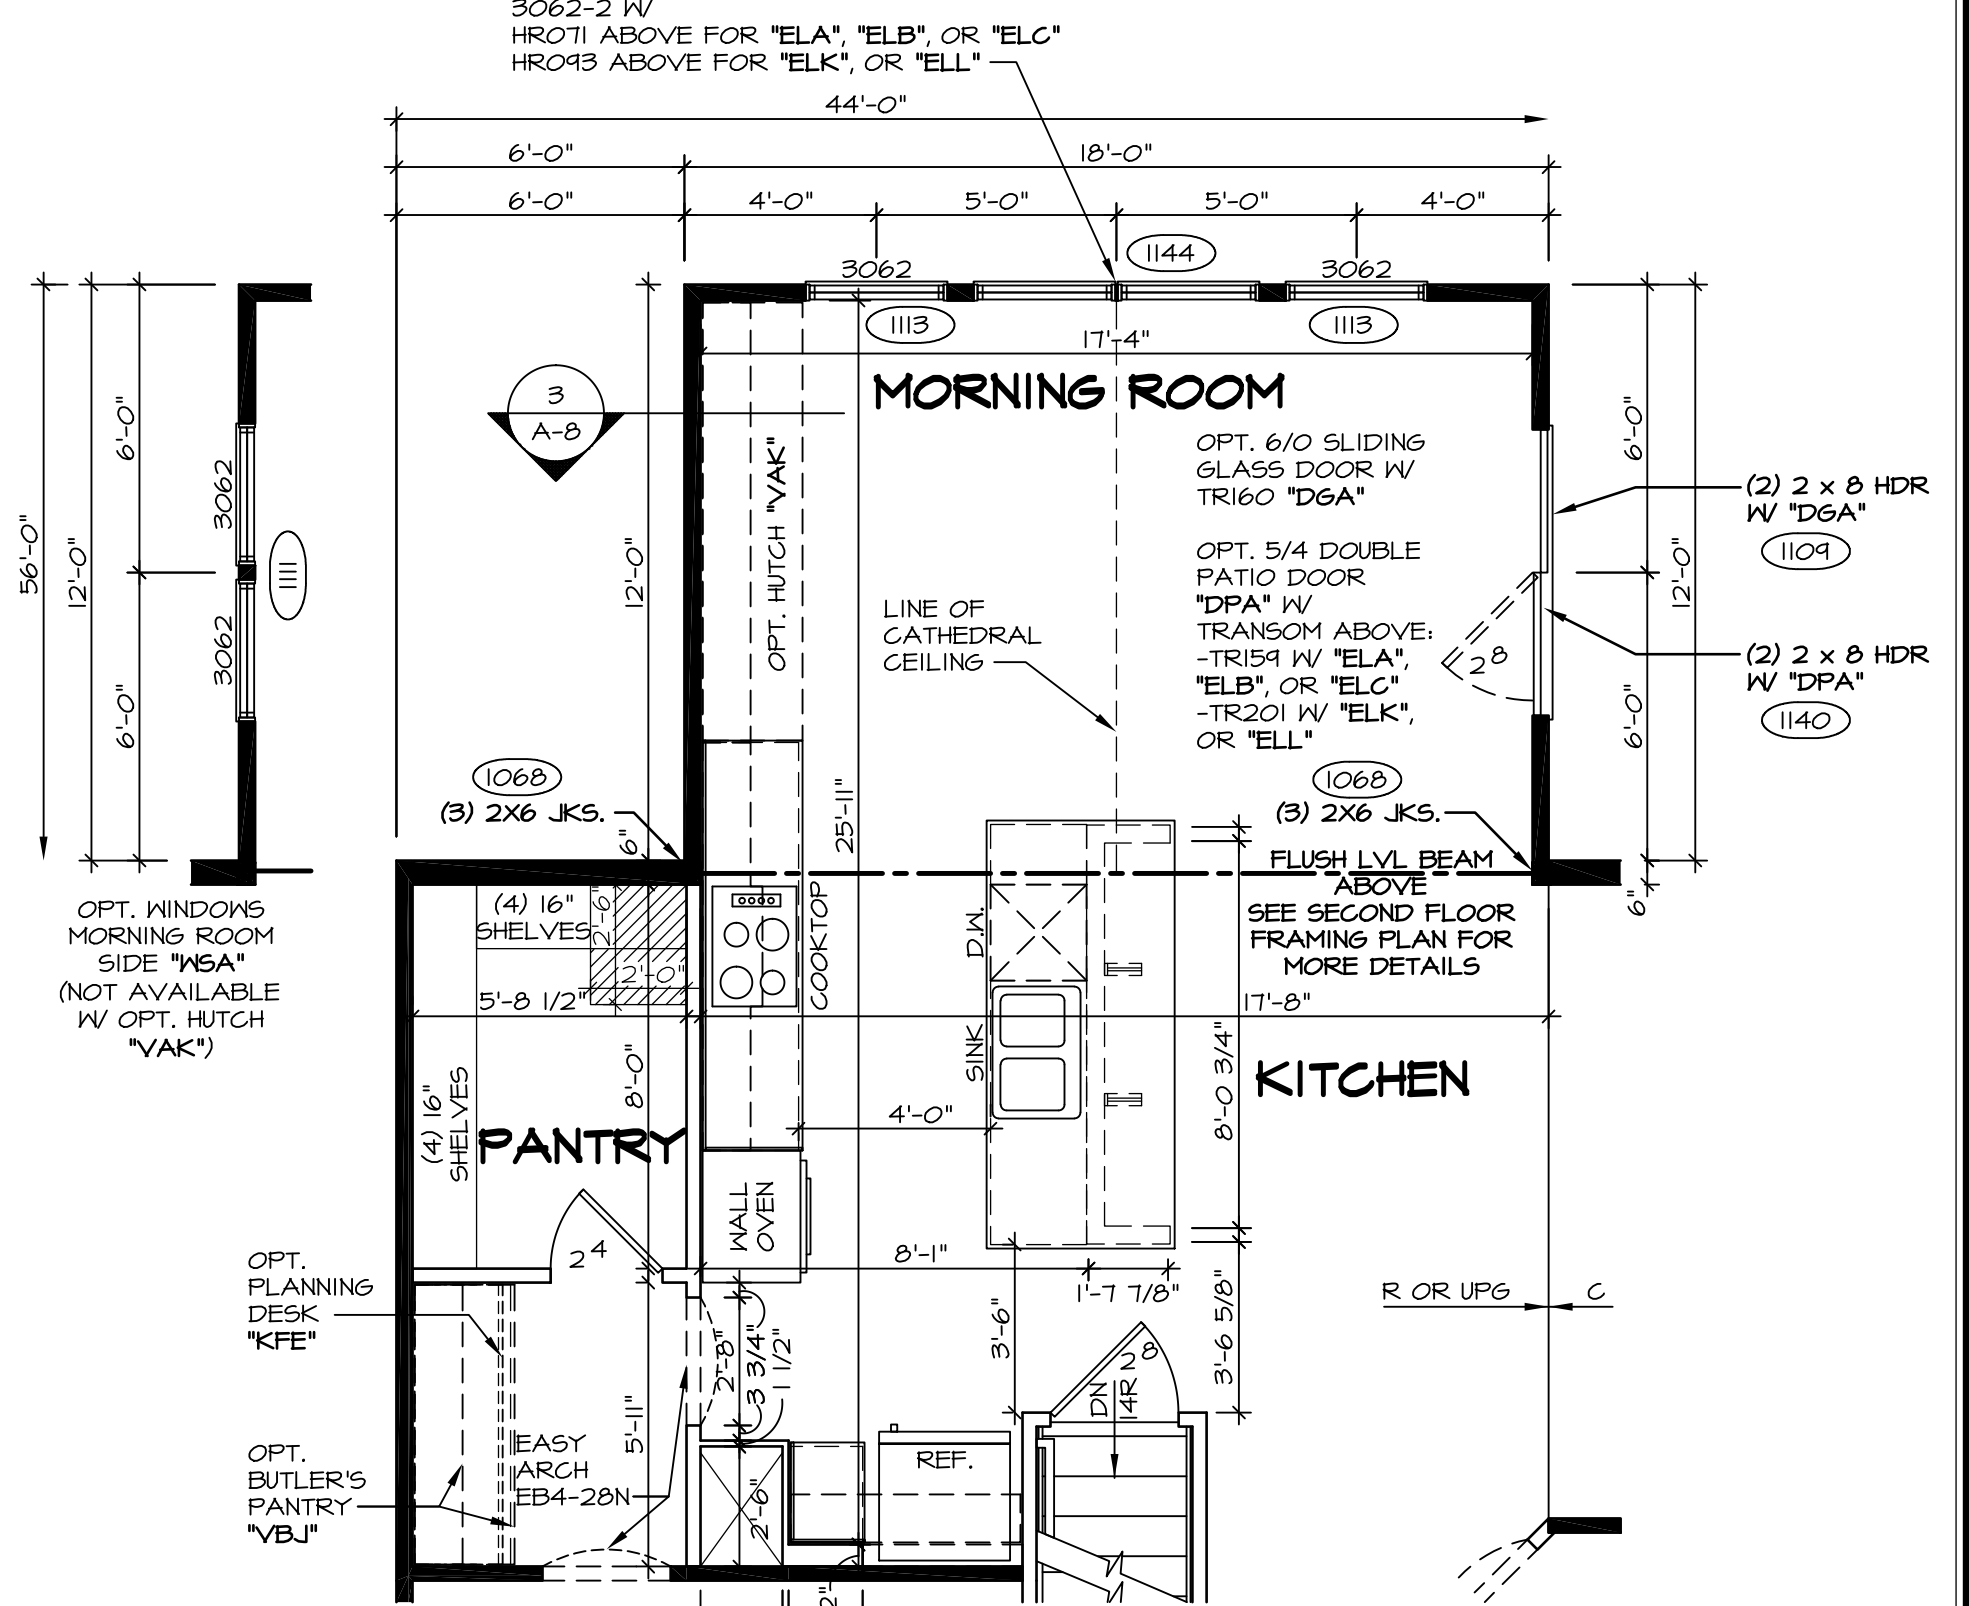 3062-2 W/
HR071 ABOVE FOR "ELA", "ELB", OR "ELC"
HR093 ABOVE FOR "ELK", OR "ELL"
44'-0"
6'-0"
18'-0"
6'-0"
4'-0"
5'-0"
5'-0"
4'-0"
1144
3062
3062
1113
1113
17'-4"
MORNING ROOM
3
A-8
56'-0"
12'-0"
6'-0"
6'-0"
3062
3062
1111
12'-0"
OPT. HUTCH "VAK"
OPT. 6/0 SLIDING
GLASS DOOR W/
TR160 "DGA"
OPT. 5/4 DOUBLE
PATIO DOOR
"DPA" W/
TRANSOM ABOVE:
-TR159 W/ "ELA",
"ELB", OR "ELC"
-TR201 W/ "ELK",
OR "ELL"
28
6'-0"
6'-0"
12'-0"
6"
(2) 2 x 8 HDR
W/ "DGA"
1109
(2) 2 x 8 HDR
W/ "DPA"
1140
LINE OF
CATHEDRAL
CEILING
1068
(3) 2X6 JKS.
6"
25'-11"
1068
(3) 2X6 JKS.
FLUSH LVL BEAM
ABOVE
SEE SECOND FLOOR
FRAMING PLAN FOR
MORE DETAILS
OPT. WINDOWS
MORNING ROOM
SIDE "WSA"
(NOT AVAILABLE
W/ OPT. HUTCH
"VAK")
(4) 16"
SHELVES
2'-6"
2'-0"
5'-8 1/2"
COOKTOP
D.W.
SINK
17'-8"
KITCHEN
8'-0 3/4"
8'-0"
4'-0"
(4) 16"
SHELVES
PANTRY
WALL
OVEN
24
8'-1"
1'-7 7/8"
3'-6"
3'-6 5/8"
R OR UPG
C
OPT.
PLANNING
DESK
"KFE"
2'-8"
3 3/4"
1 1/2"
28
DN
14R
5'-11"
EASY
ARCH
EB4-28N
OPT.
BUTLER'S
PANTRY
"VBJ"
2'-6"
REF.